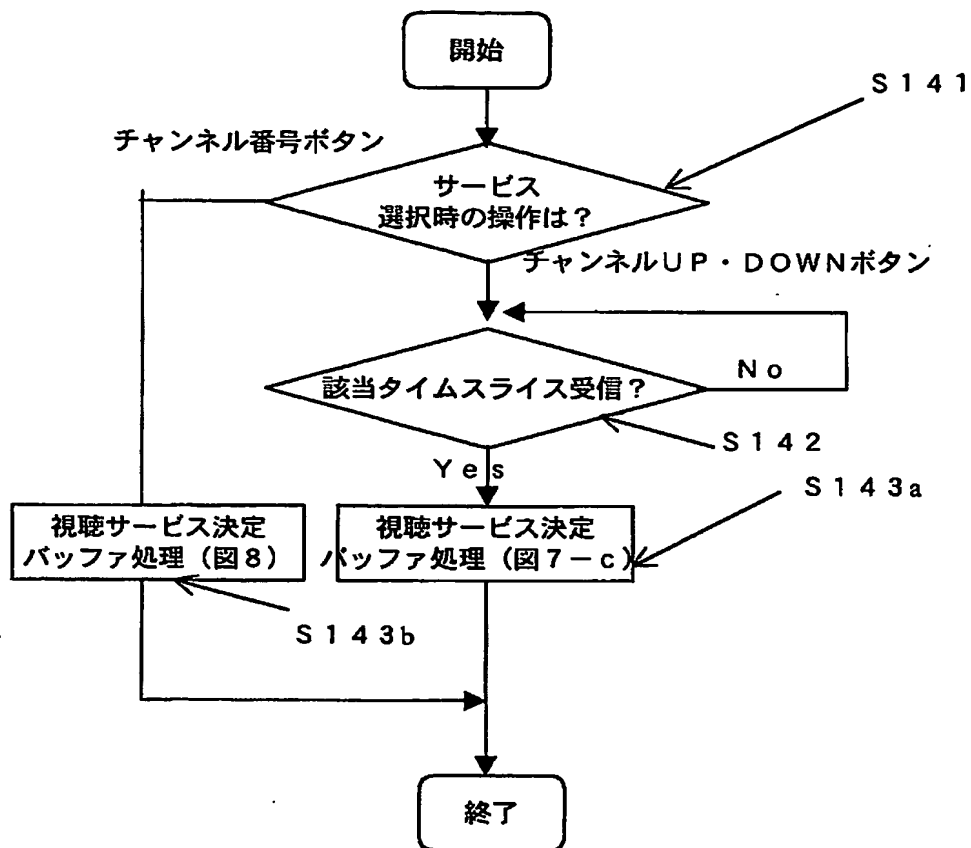 開始
S141
チャンネル番号ボタン
サービス
選択時の操作は？
チャンネルUP・DOWNボタン
該当タイムスライス受信？
No
S142
Yes
S143a
視聴サービス決定
バッファ処理（図8）
視聴サービス決定
バッファ処理（図7－c）
S143b
終了